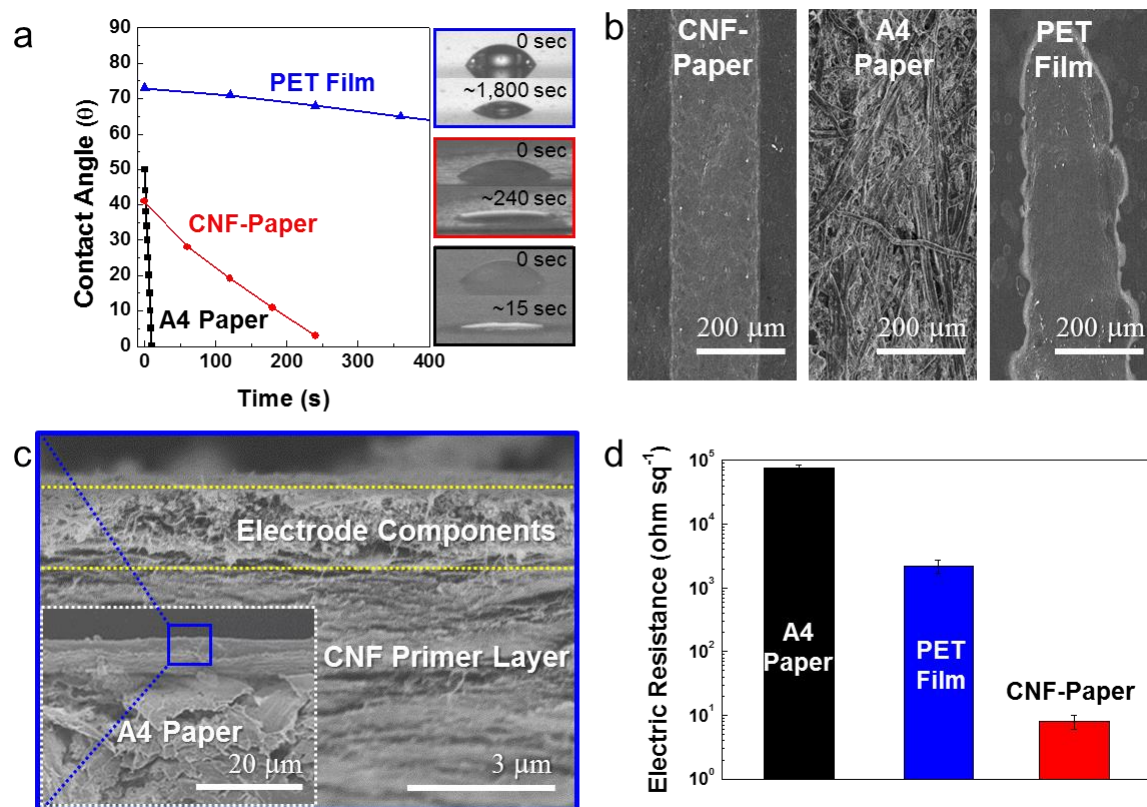 a
Contact Angle (θ)
90
80
70
60
50
40
30
20
10
0
0
100
200
300
400
Time (s)
PET Film
CNF-Paper
A4 Paper
0 sec
~1,800 sec
0 sec
~240 sec
0 sec
~15 sec
b
CNF-
Paper
200 µm
A4
Paper
200 µm
PET
Film
200 µm
c
Electrode Components
CNF Primer Layer
3 µm
A4 Paper
20 µm
d
Electric Resistance (ohm sq⁻¹)
10⁵
10⁴
10³
10²
10¹
10⁰
A4
Paper
PET
Film
CNF-Paper